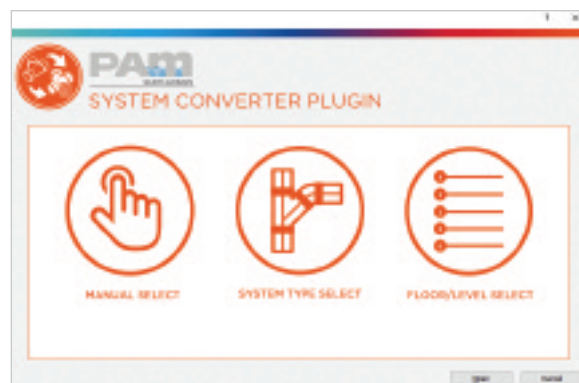 PAM
SYSTEM CONVERTER PLUGIN
MANUAL SELECT
SYSTEM TYPE SELECT
FLOOR/LEVEL SELECT